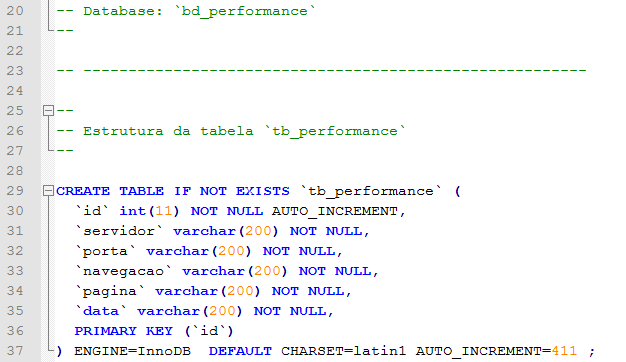 20 -- Database: `bd_performance`
21 --
22
23 -- --------------------------------------------------------
24
25 --
26 -- Estrutura da tabela `tb_performance`
27 --
28
29 CREATE TABLE IF NOT EXISTS `tb_performance` (
30 `id` int(11) NOT NULL AUTO_INCREMENT,
31 `servidor` varchar(200) NOT NULL,
32 `porta` varchar(200) NOT NULL,
33 `navegacao` varchar(200) NOT NULL,
34 `pagina` varchar(200) NOT NULL,
35 `data` varchar(200) NOT NULL,
36 PRIMARY KEY (`id`)
37 ) ENGINE=InnoDB  DEFAULT CHARSET=latin1 AUTO_INCREMENT=411 ;